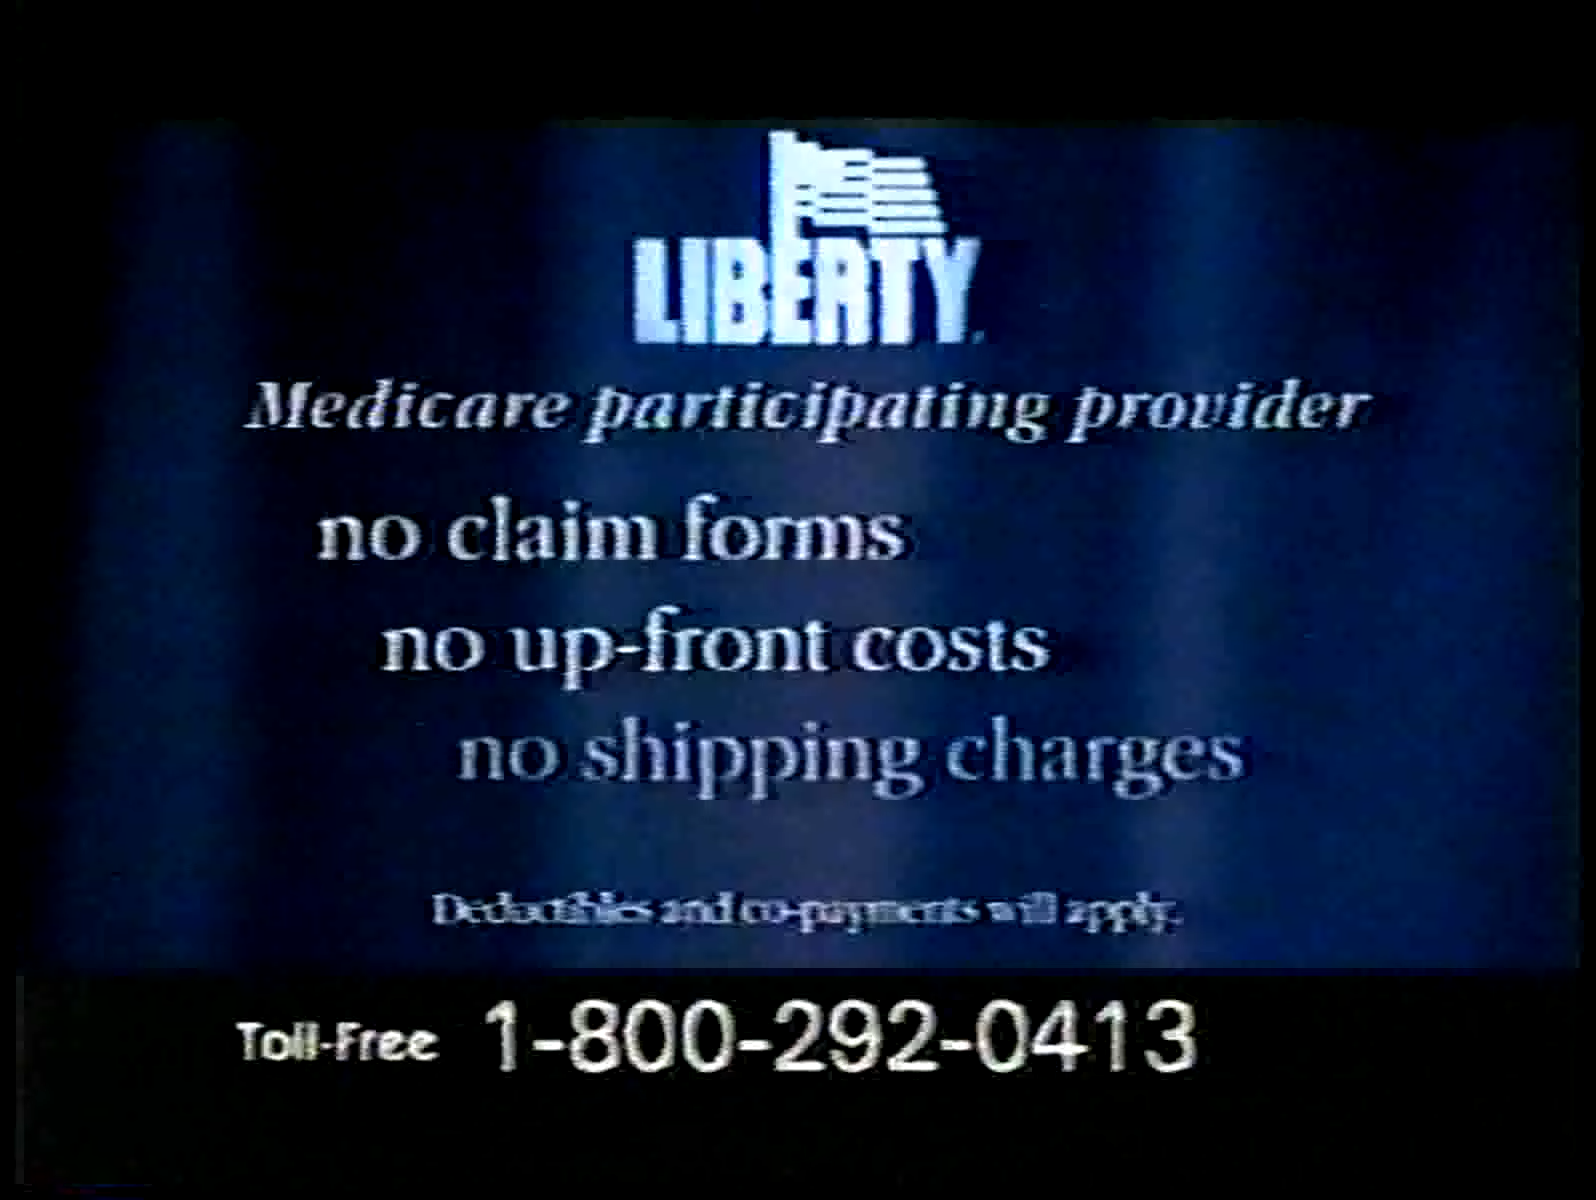 LIBERTY
Medicare participating provider
no claim forms
no up-front costs
no shipping charges
Deductibles and co-payments will apply.
Toll-Free 1-800-292-0413